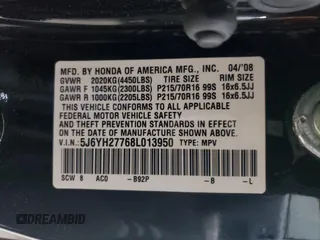 MFD. BY HONDA OF AMERICA MFG., INC. 04/'08
GVWR 2020KG(4450LBS) TIRE SIZE RIM SIZE
GAWR F 1045KG(2300LBS) P215/70R16 99S 16x6.5JJ
GAWR R 1000KG(2205LBS) P215/70R16 99S 16x6.5JJ
THIS VEHICLE CONFORMS TO ALL APPLICABLE
FEDERAL MOTOR VEHICLE SAFETY STANDARDS IN
EFFECT ON THE DATE OF MANUFACTURE SHOWN ABOVE.
V.I.N: 5J6YH27768L013950 TYPE: MPV
SCW 8 AC0 -B92P -B -L
DREAMBID